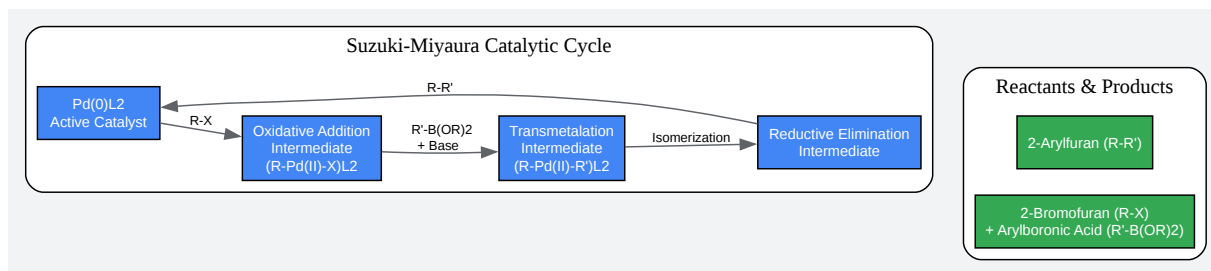 Suzuki-Miyaura Catalytic Cycle
Pd(0)L2
Active Catalyst
R-X
Oxidative Addition
Intermediate
(R-Pd(II)-X)L2
R'-B(OR)2
+ Base
Transmetalation
Intermediate
(R-Pd(II)-R')L2
Isomerization
Reductive Elimination
Intermediate
R-R'
Reactants & Products
2-Arylfuran (R-R')
2-Bromofuran (R-X)
+ Arylboronic Acid (R'-B(OR)2)